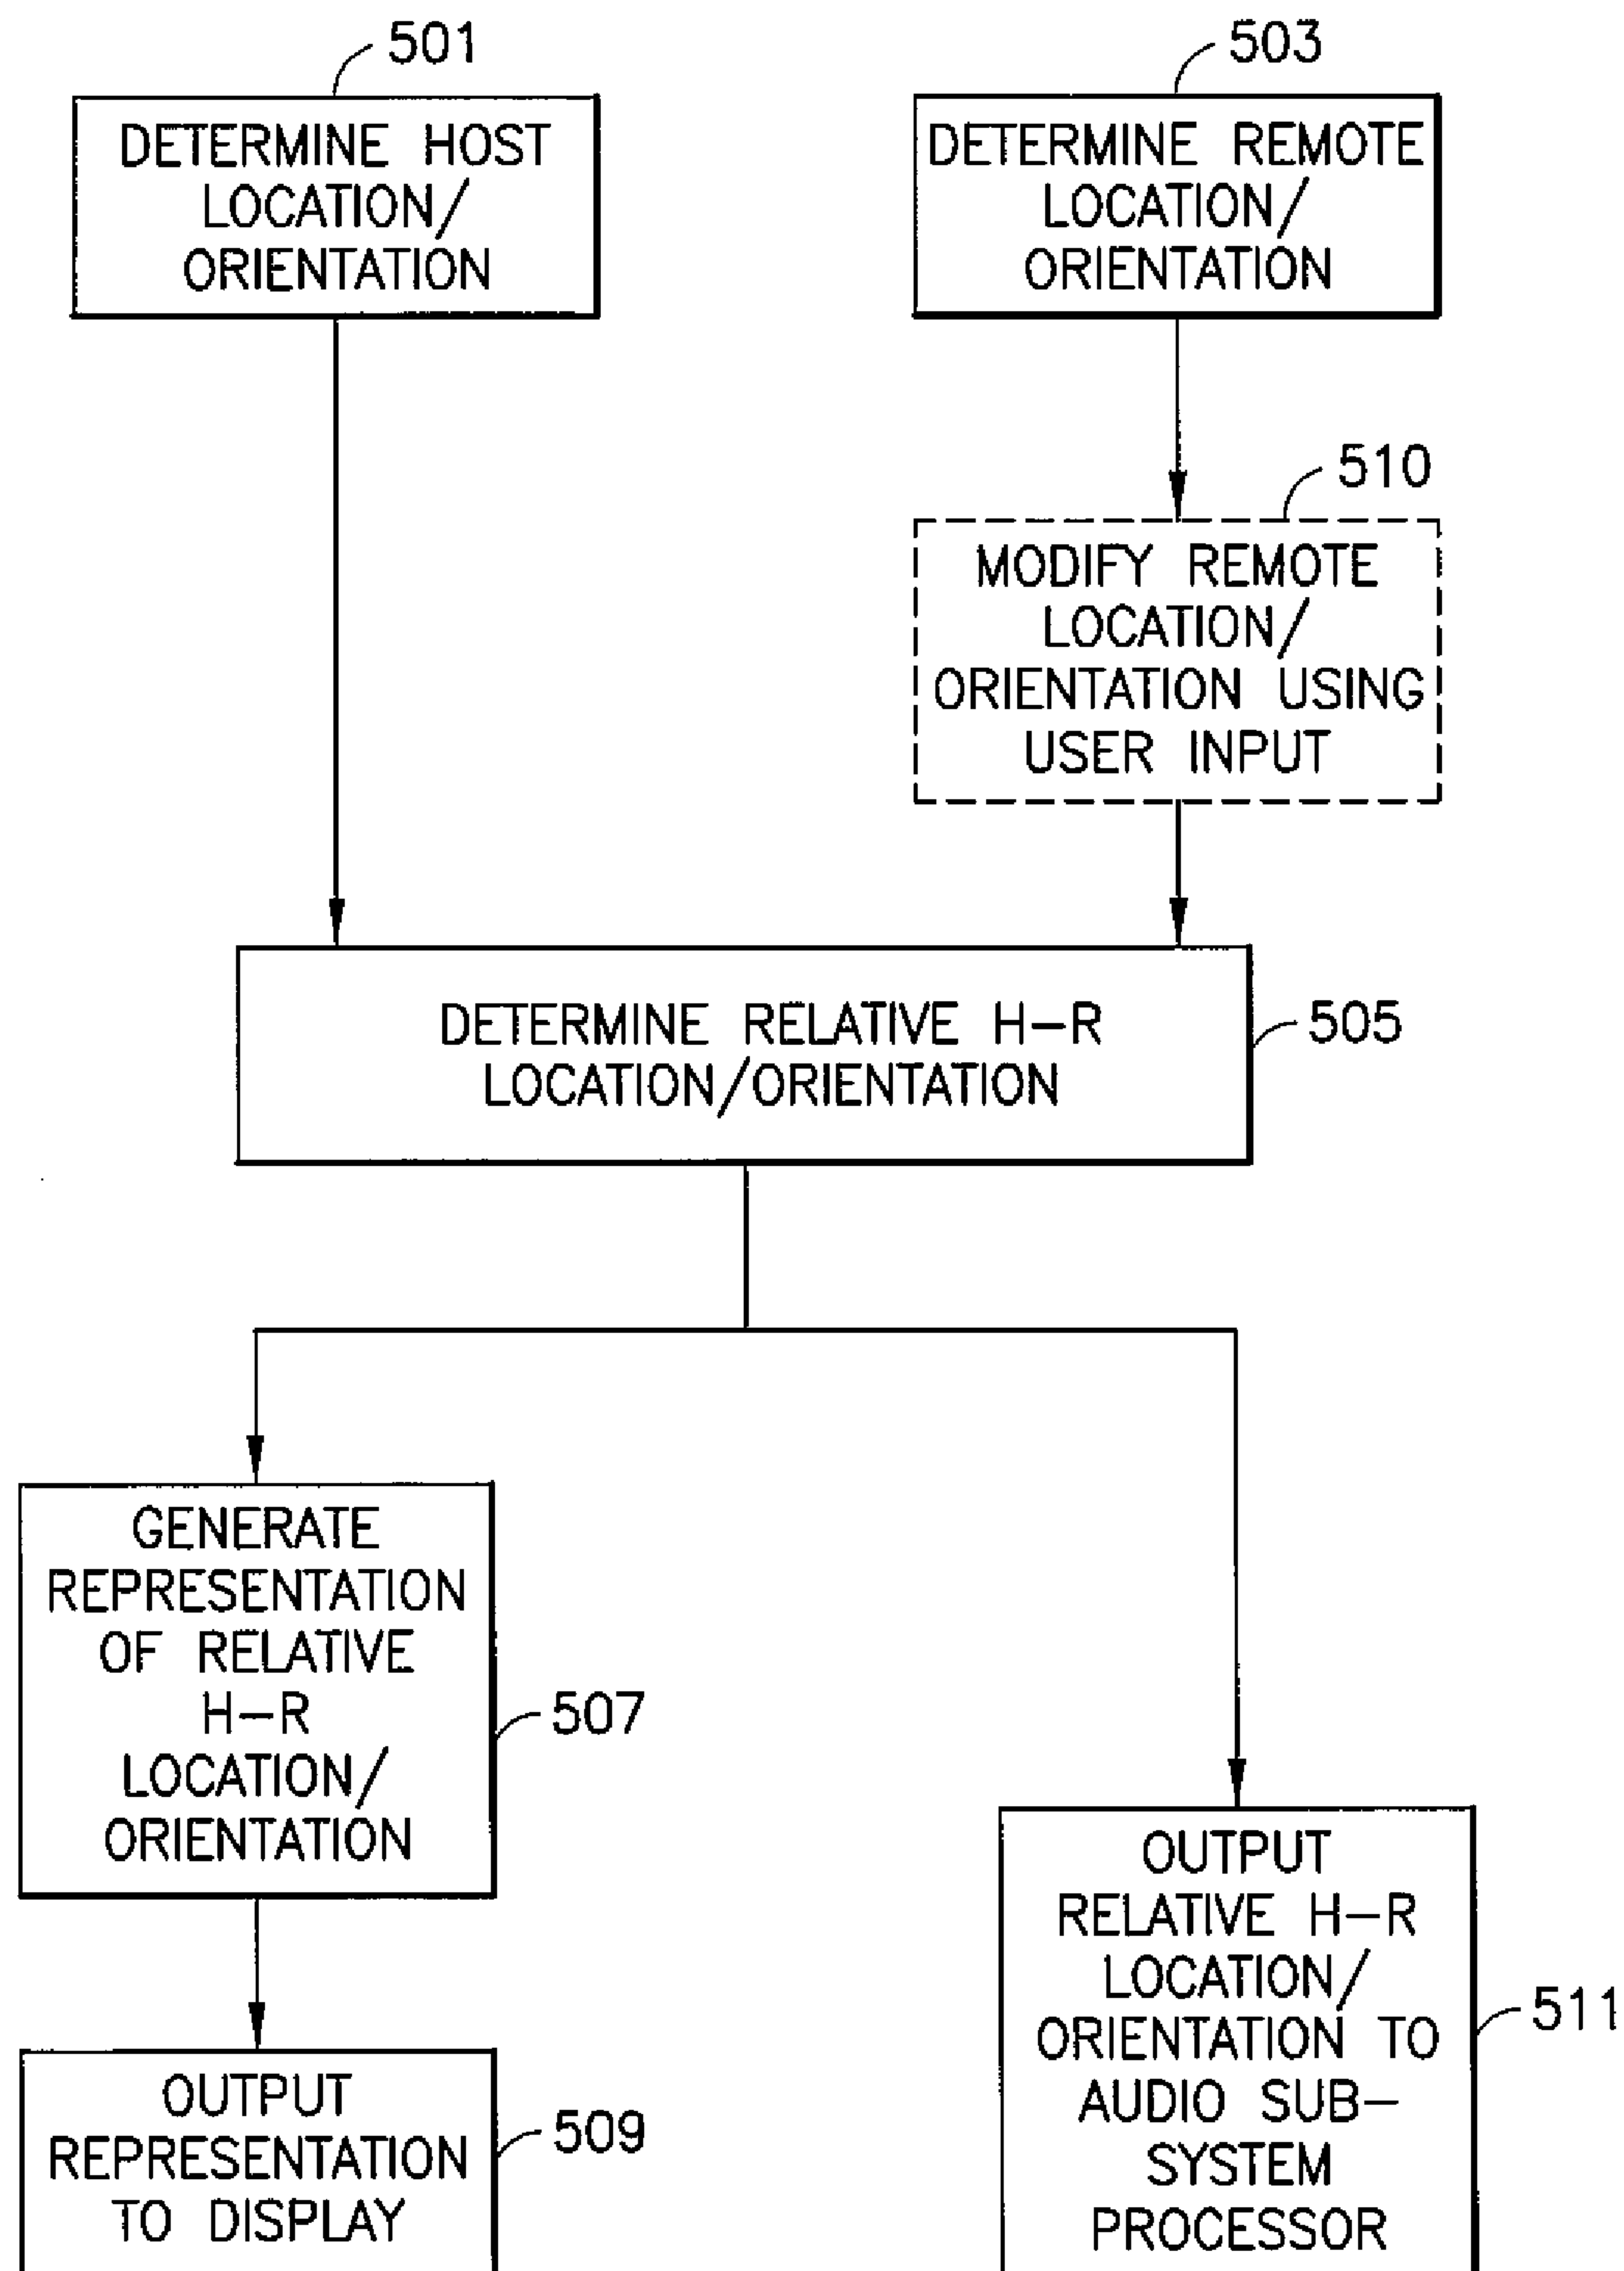 501
DETERMINE HOST
LOCATION/
ORIENTATION
503
DETERMINE REMOTE
LOCATION/
ORIENTATION
510
MODIFY REMOTE
LOCATION/
ORIENTATION USING
USER INPUT
DETERMINE RELATIVE H-R
LOCATION/ORIENTATION
505
GENERATE
REPRESENTATION
OF RELATIVE
H-R
LOCATION/
ORIENTATION
507
OUTPUT
REPRESENTATION
TO DISPLAY
509
OUTPUT
RELATIVE H-R
LOCATION/
ORIENTATION TO
AUDIO SUB-
SYSTEM
PROCESSOR
511